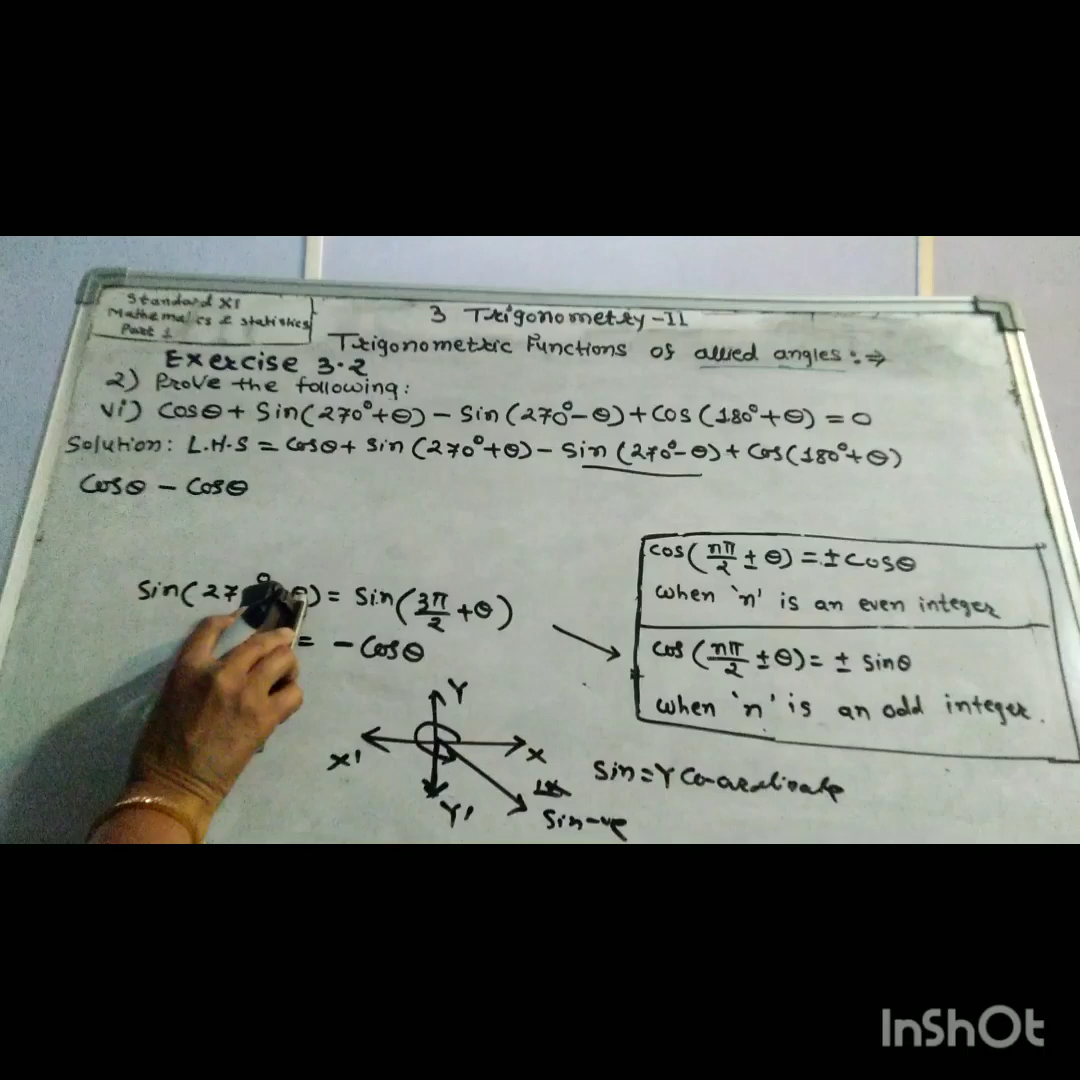 Standard XI
Mathematics & Statistics
Part 1
3 Trigonometry-II
Trigonometric Functions of allied angles:⇒
Exercise 3.2
2) Prove the following:
vi) Cosθ + Sin(270°+θ) − Sin(270°−θ) + Cos(180°+θ) = 0
Solution: L.H.S = Cosθ + Sin(270°+θ) − Sin(270°−θ) + Cos(180°+θ)
Cosθ − Cosθ
Sin(27 θ) = Sin(3π/2 + θ)
= − Cosθ
Cos(nπ/2 ± θ) = ± Cosθ
when 'n' is an even integer
Cos(nπ/2 ± θ) = ± Sinθ
when 'n' is an odd integer.
Y
X' X
Y'
Sin −ve
Sin = Y Co-ordinate
InShOt